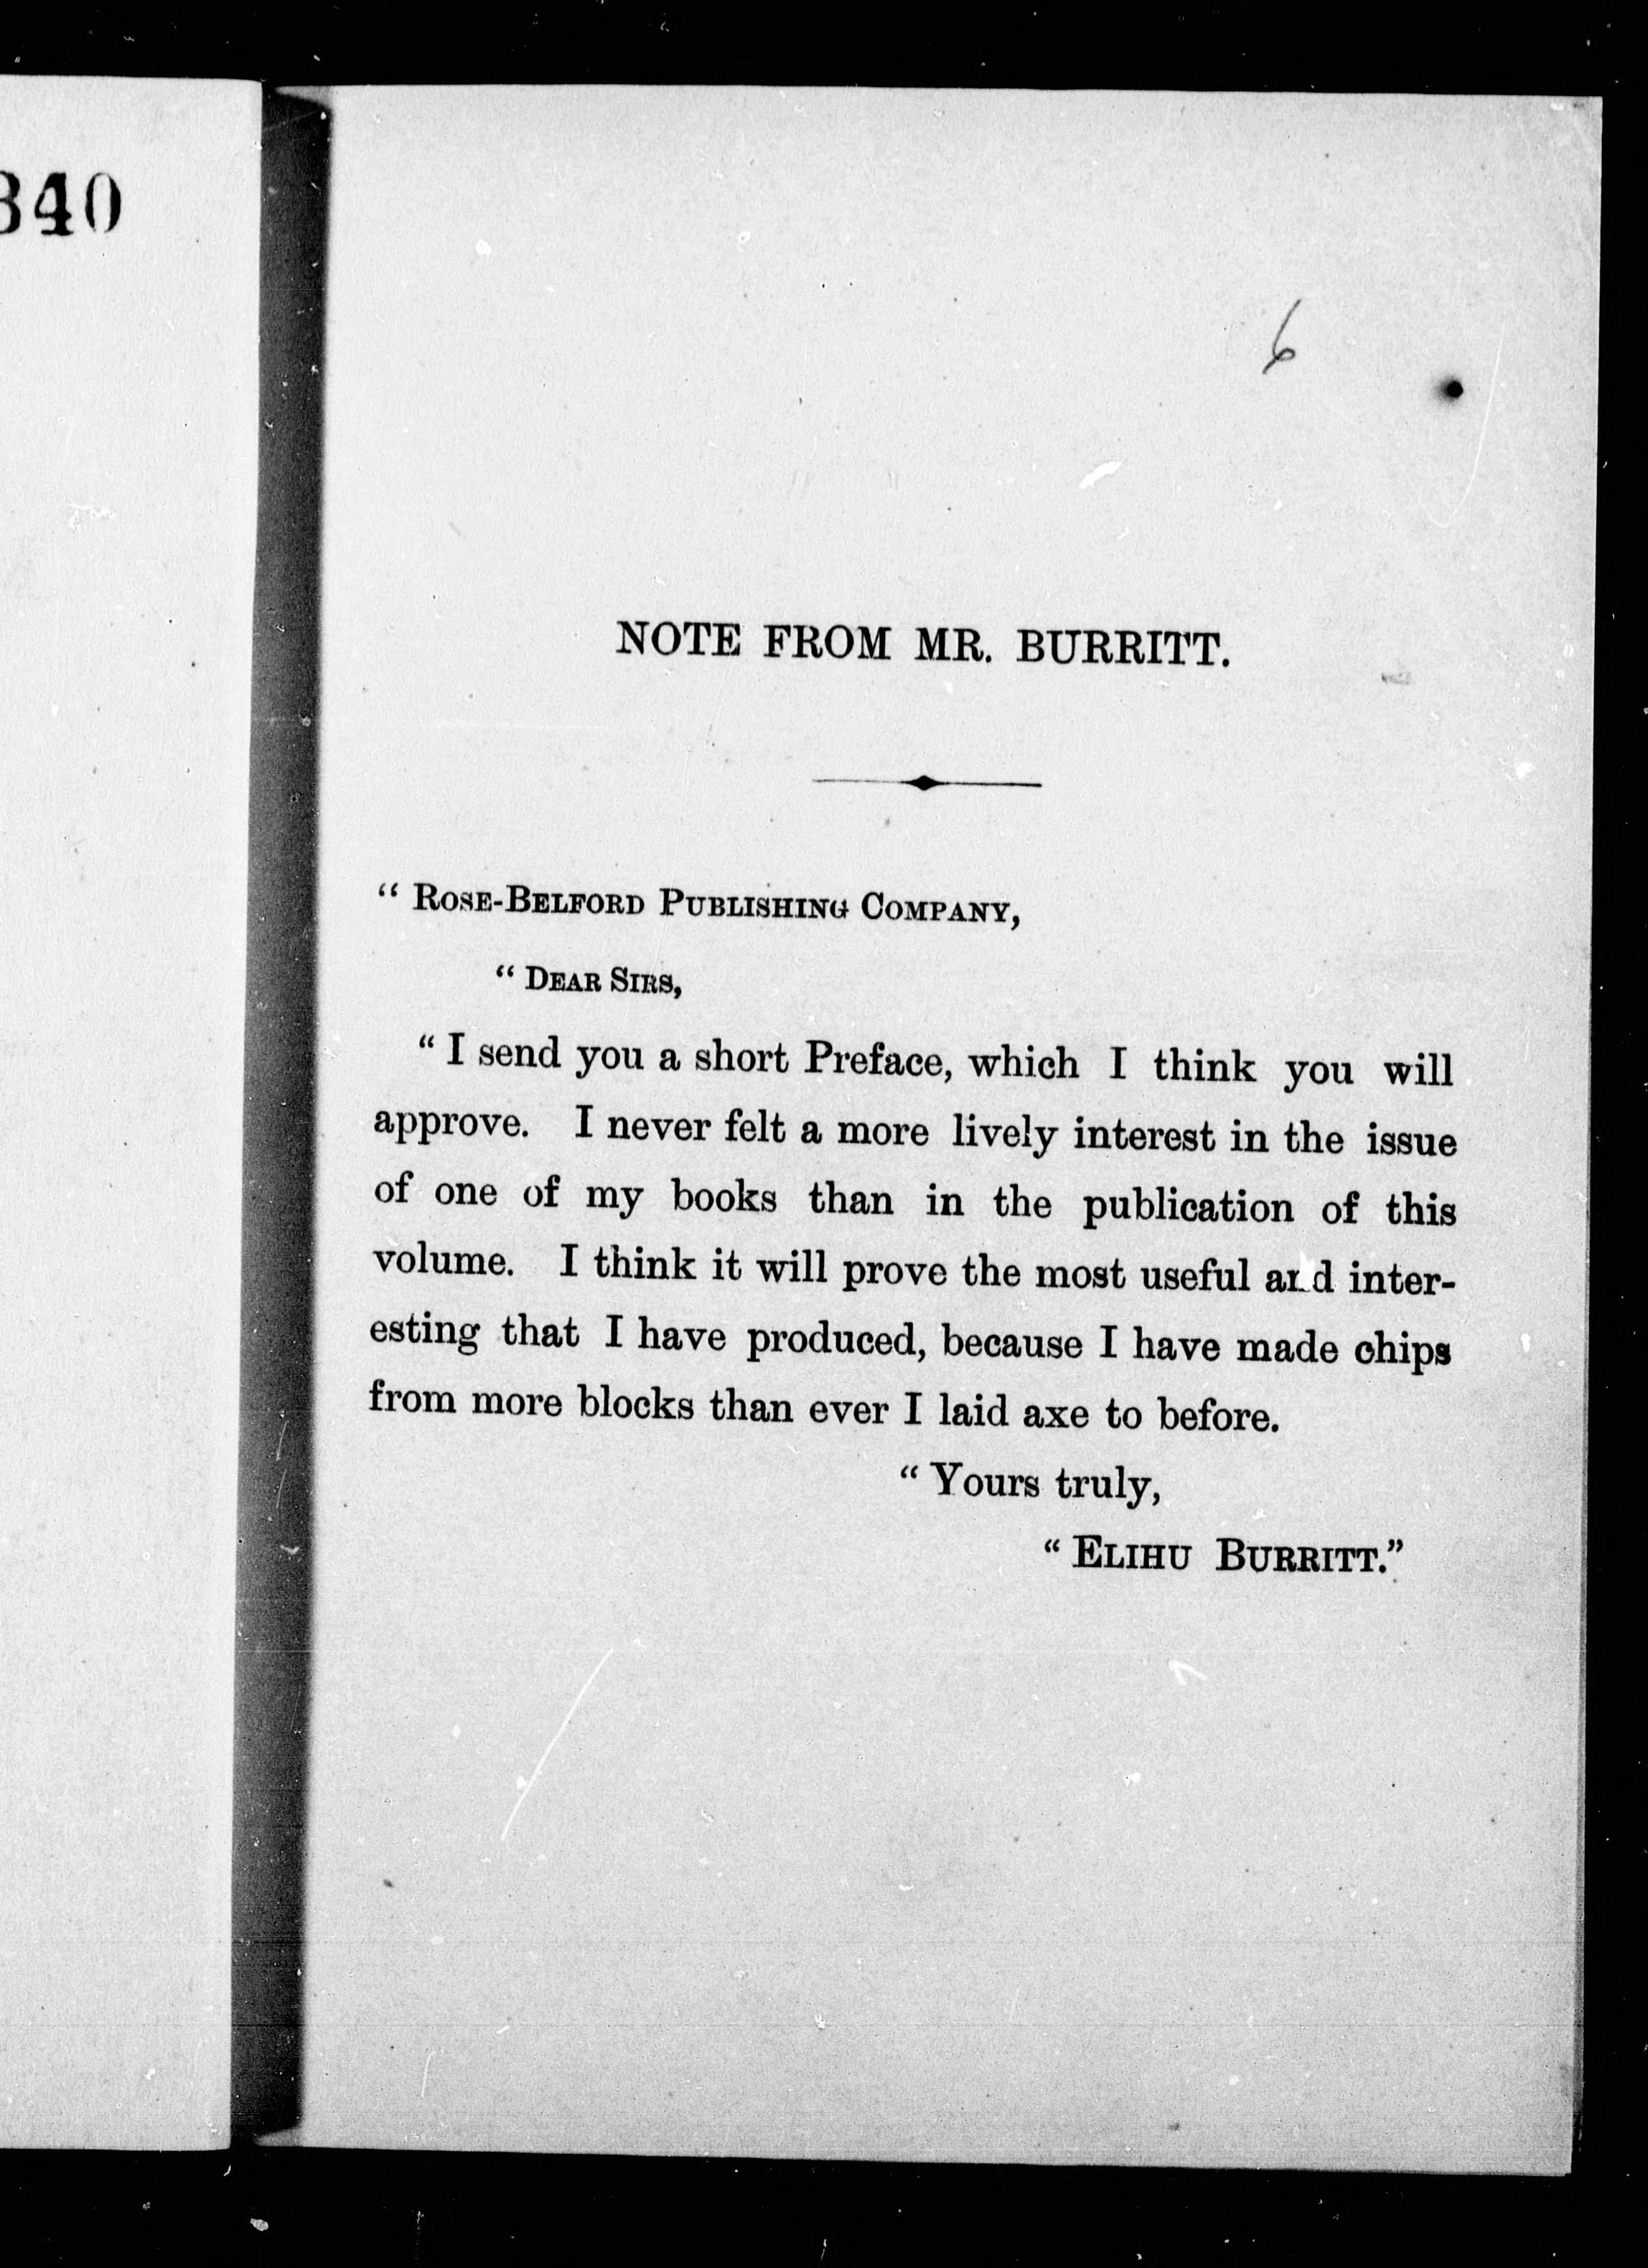 340
6
NOTE FROM MR. BURRITT.
“ ROSE-BELFORD PUBLISHING COMPANY,
“ DEAR SIRS,
“ I send you a short Preface, which I think you will
approve. I never felt a more lively interest in the issue
of one of my books than in the publication of this
volume. I think it will prove the most useful and inter-
esting that I have produced, because I have made chips
from more blocks than ever I laid axe to before.
“ Yours truly,
“ ELIHU BURRITT.”